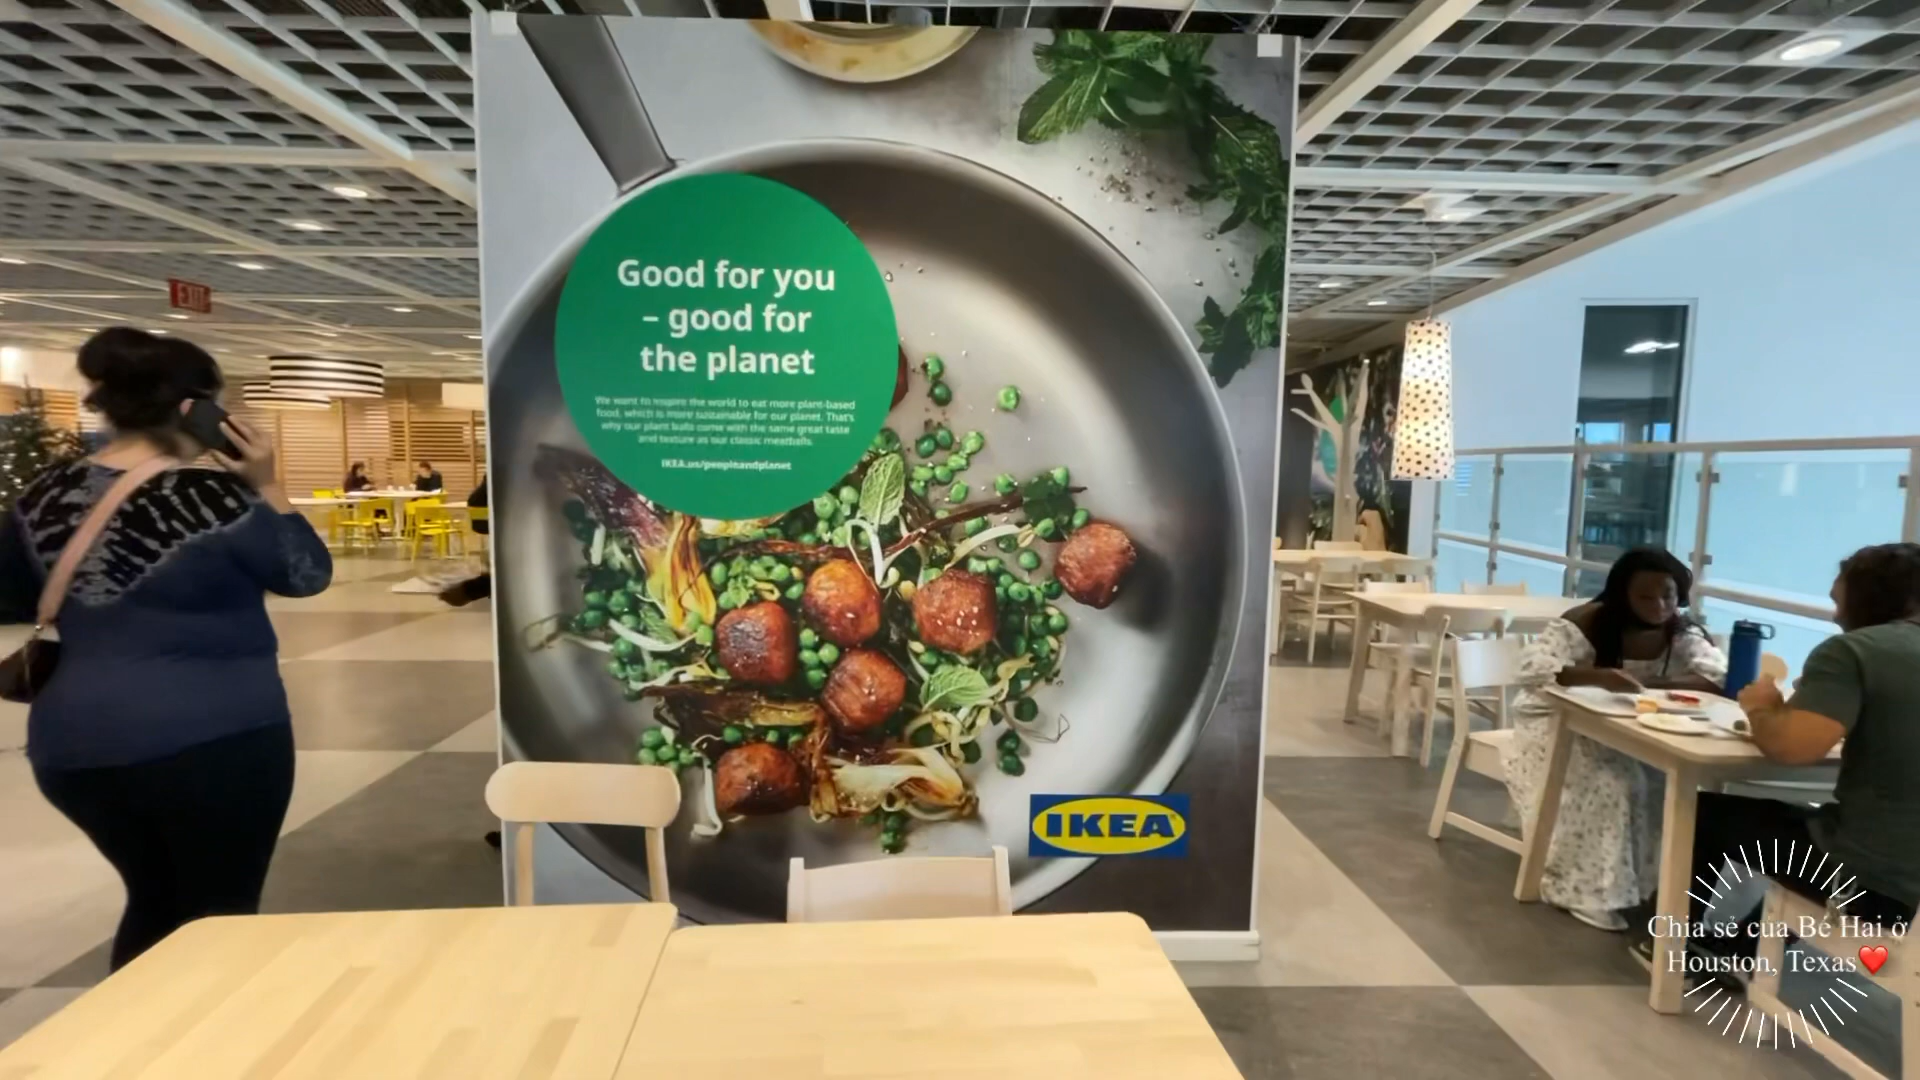 EXIT
Good for you
– good for
the planet
We want to inspire the world to eat more plant-based
food, which is more sustainable for our planet. That's
why our plant balls come with the same great taste
and texture as our classic meatballs.
IKEA.us/peopleandplanet
IKEA
Chia sẻ của Bé Hai ở
Houston, Texas❤️